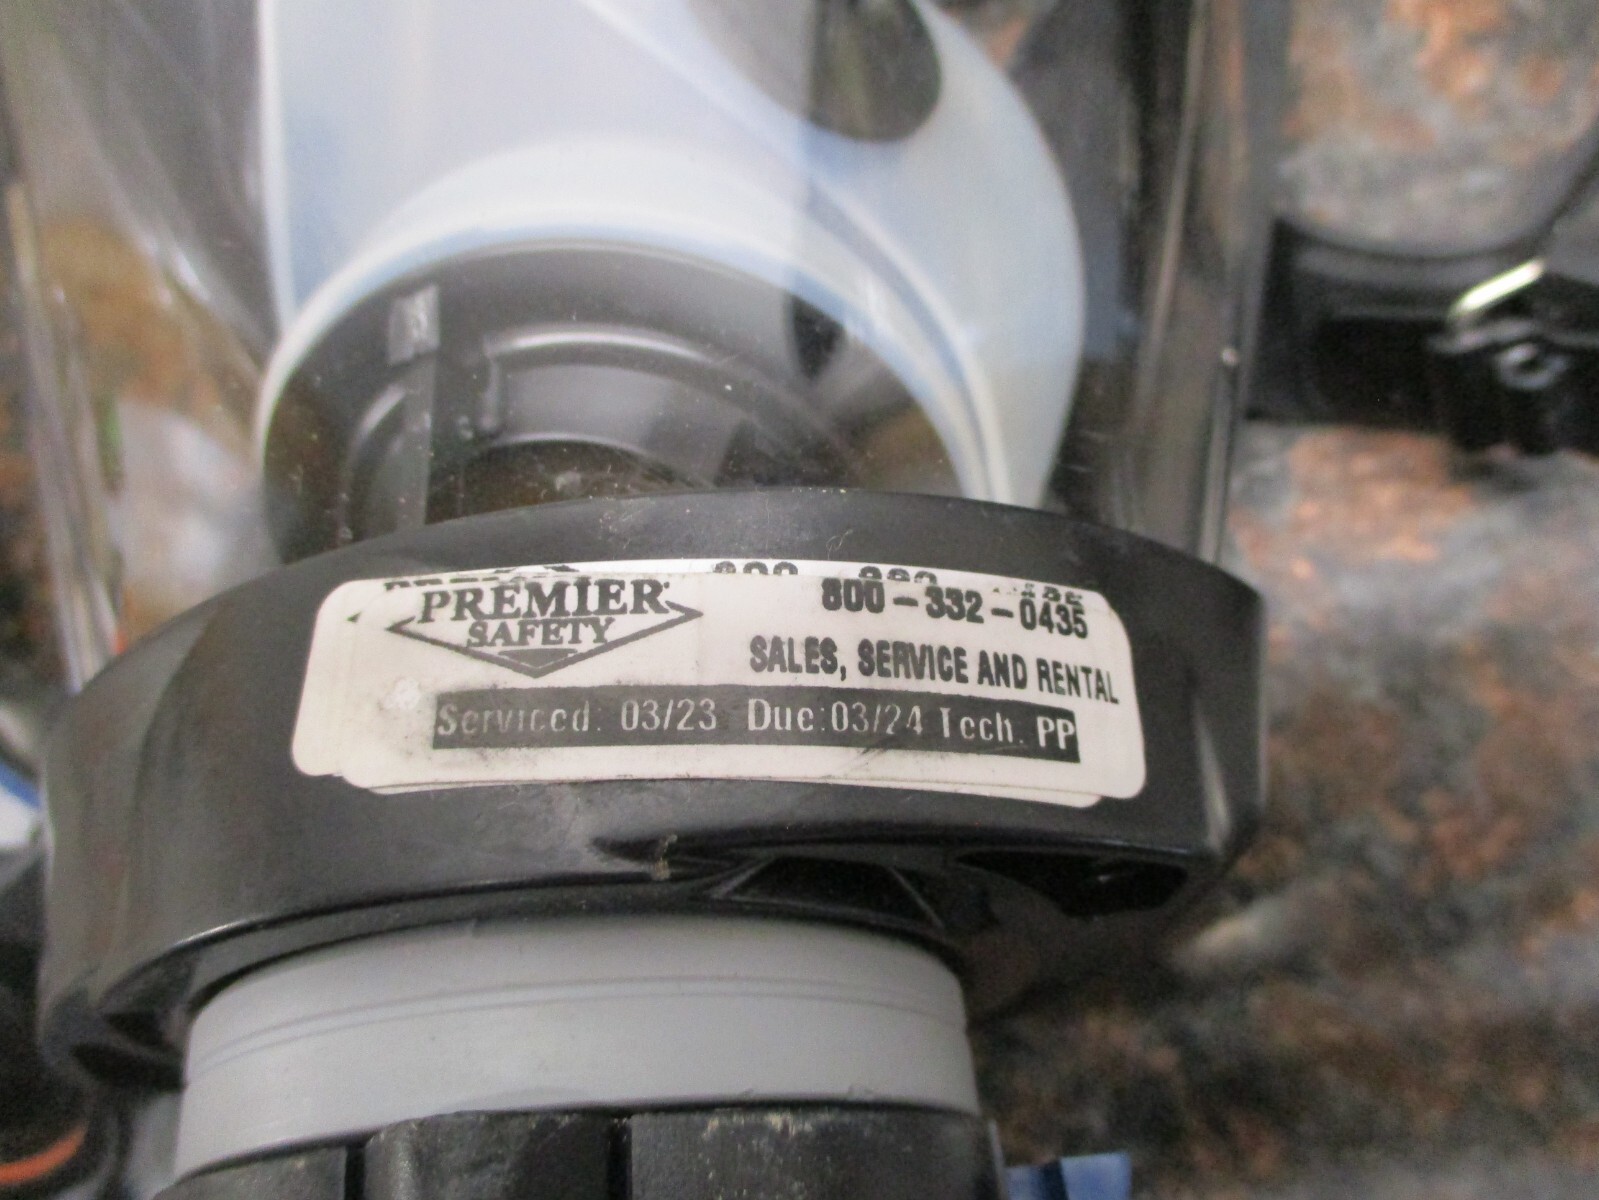 PREMIER
SAFETY
800-332-0435
SALES, SERVICE AND RENTAL
Serviced: 03/23 Due:03/24 Tech. PP